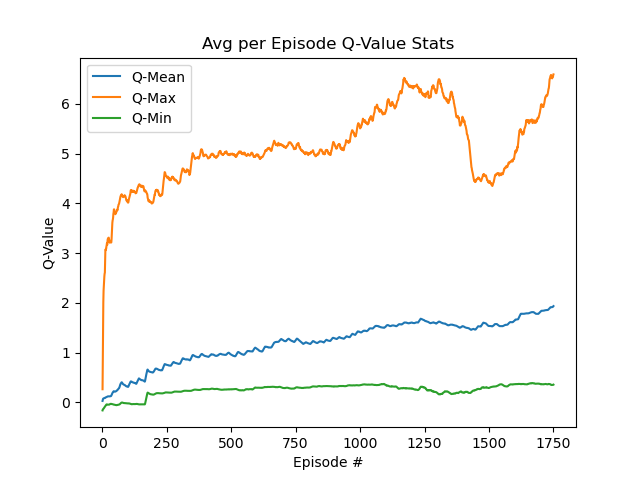 Avg per Episode Q-Value Stats
Q-Mean
Q-Max
Q-Min
Q-Value
6
5
4
3
2
1
0
0 250 500 750 1000 1250 1500 1750
Episode #